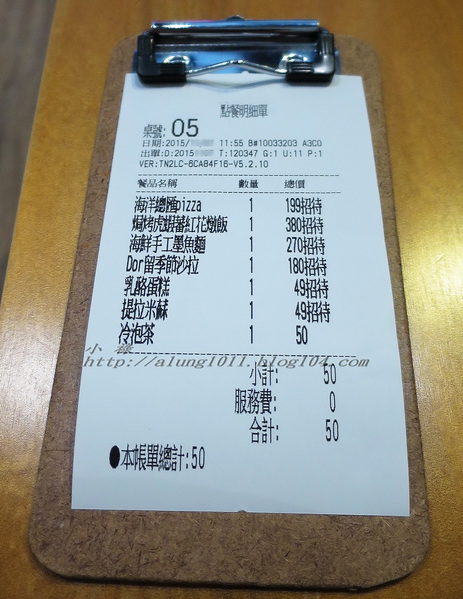 點餐明細單
桌號: 05
日期:2015/ 11:55 B#10033203 A3C0
出單:D:2015 T:120347 G:1 U:11 P:1
VER:TN2LC-6CA84F16-V5.2.10
餐品名稱 數量 總價
海洋總匯pizza 1 199招待
焗烤虎蝦蕃紅花燉飯 1 380招待
海鮮手工墨魚麵 1 270招待
Dor留季節沙拉 1 180招待
乳酪蛋糕 1 49招待
提拉米蘇 1 49招待
冷泡茶 1 50
小
http://alung1011.blog104.com
小計: 50
服務費: 0
合計: 50
●本帳單總計:50